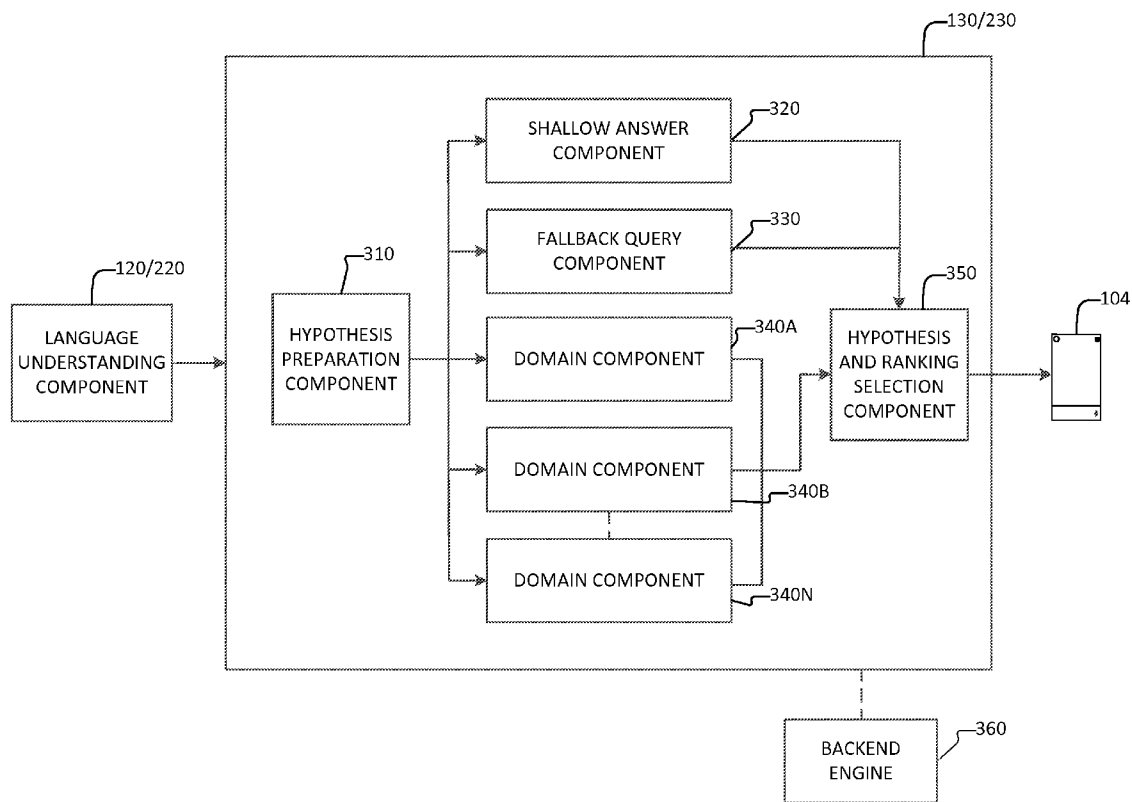 130/230
SHALLOW ANSWER
COMPONENT
320
FALLBACK QUERY
COMPONENT
330
120/220
LANGUAGE
UNDERSTANDING
COMPONENT
310
HYPOTHESIS
PREPARATION
COMPONENT
DOMAIN COMPONENT
340A
350
HYPOTHESIS
AND RANKING
SELECTION
COMPONENT
104
DOMAIN COMPONENT
340B
DOMAIN COMPONENT
340N
BACKEND
ENGINE
360